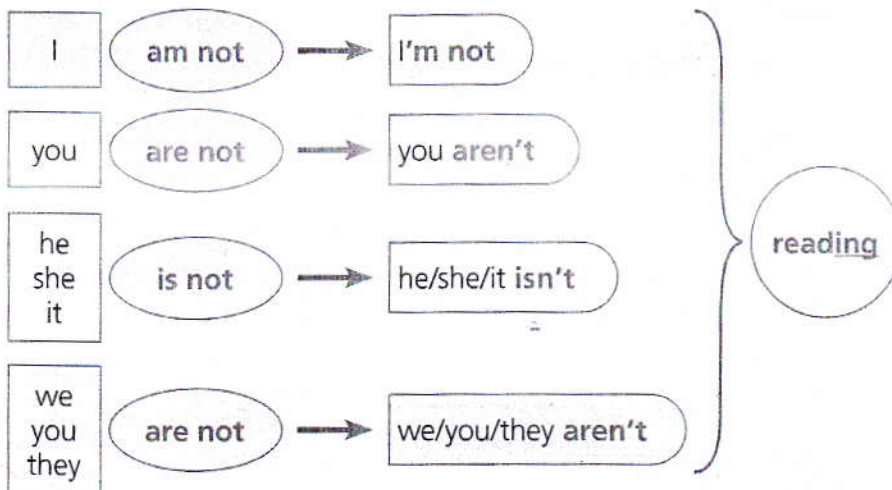 I am not I'm not
you are not you aren't
he
she
it
is not he/she/it isn't
reading
we
you
they
are not we/you/they aren't